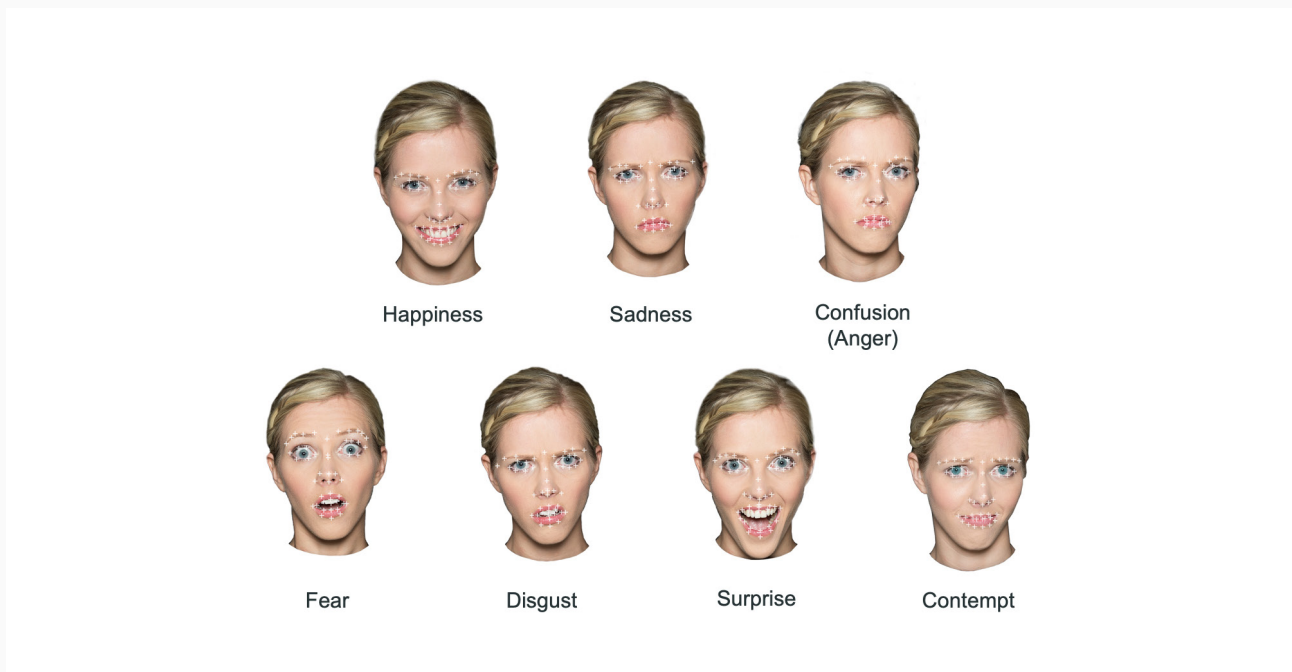 Happiness
Sadness
Confusion
(Anger)
Fear
Disgust
Surprise
Contempt